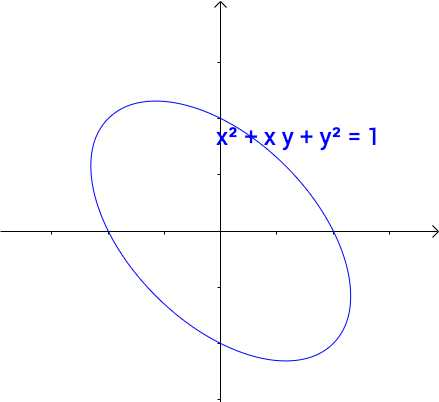 x² + x y + y² = 1